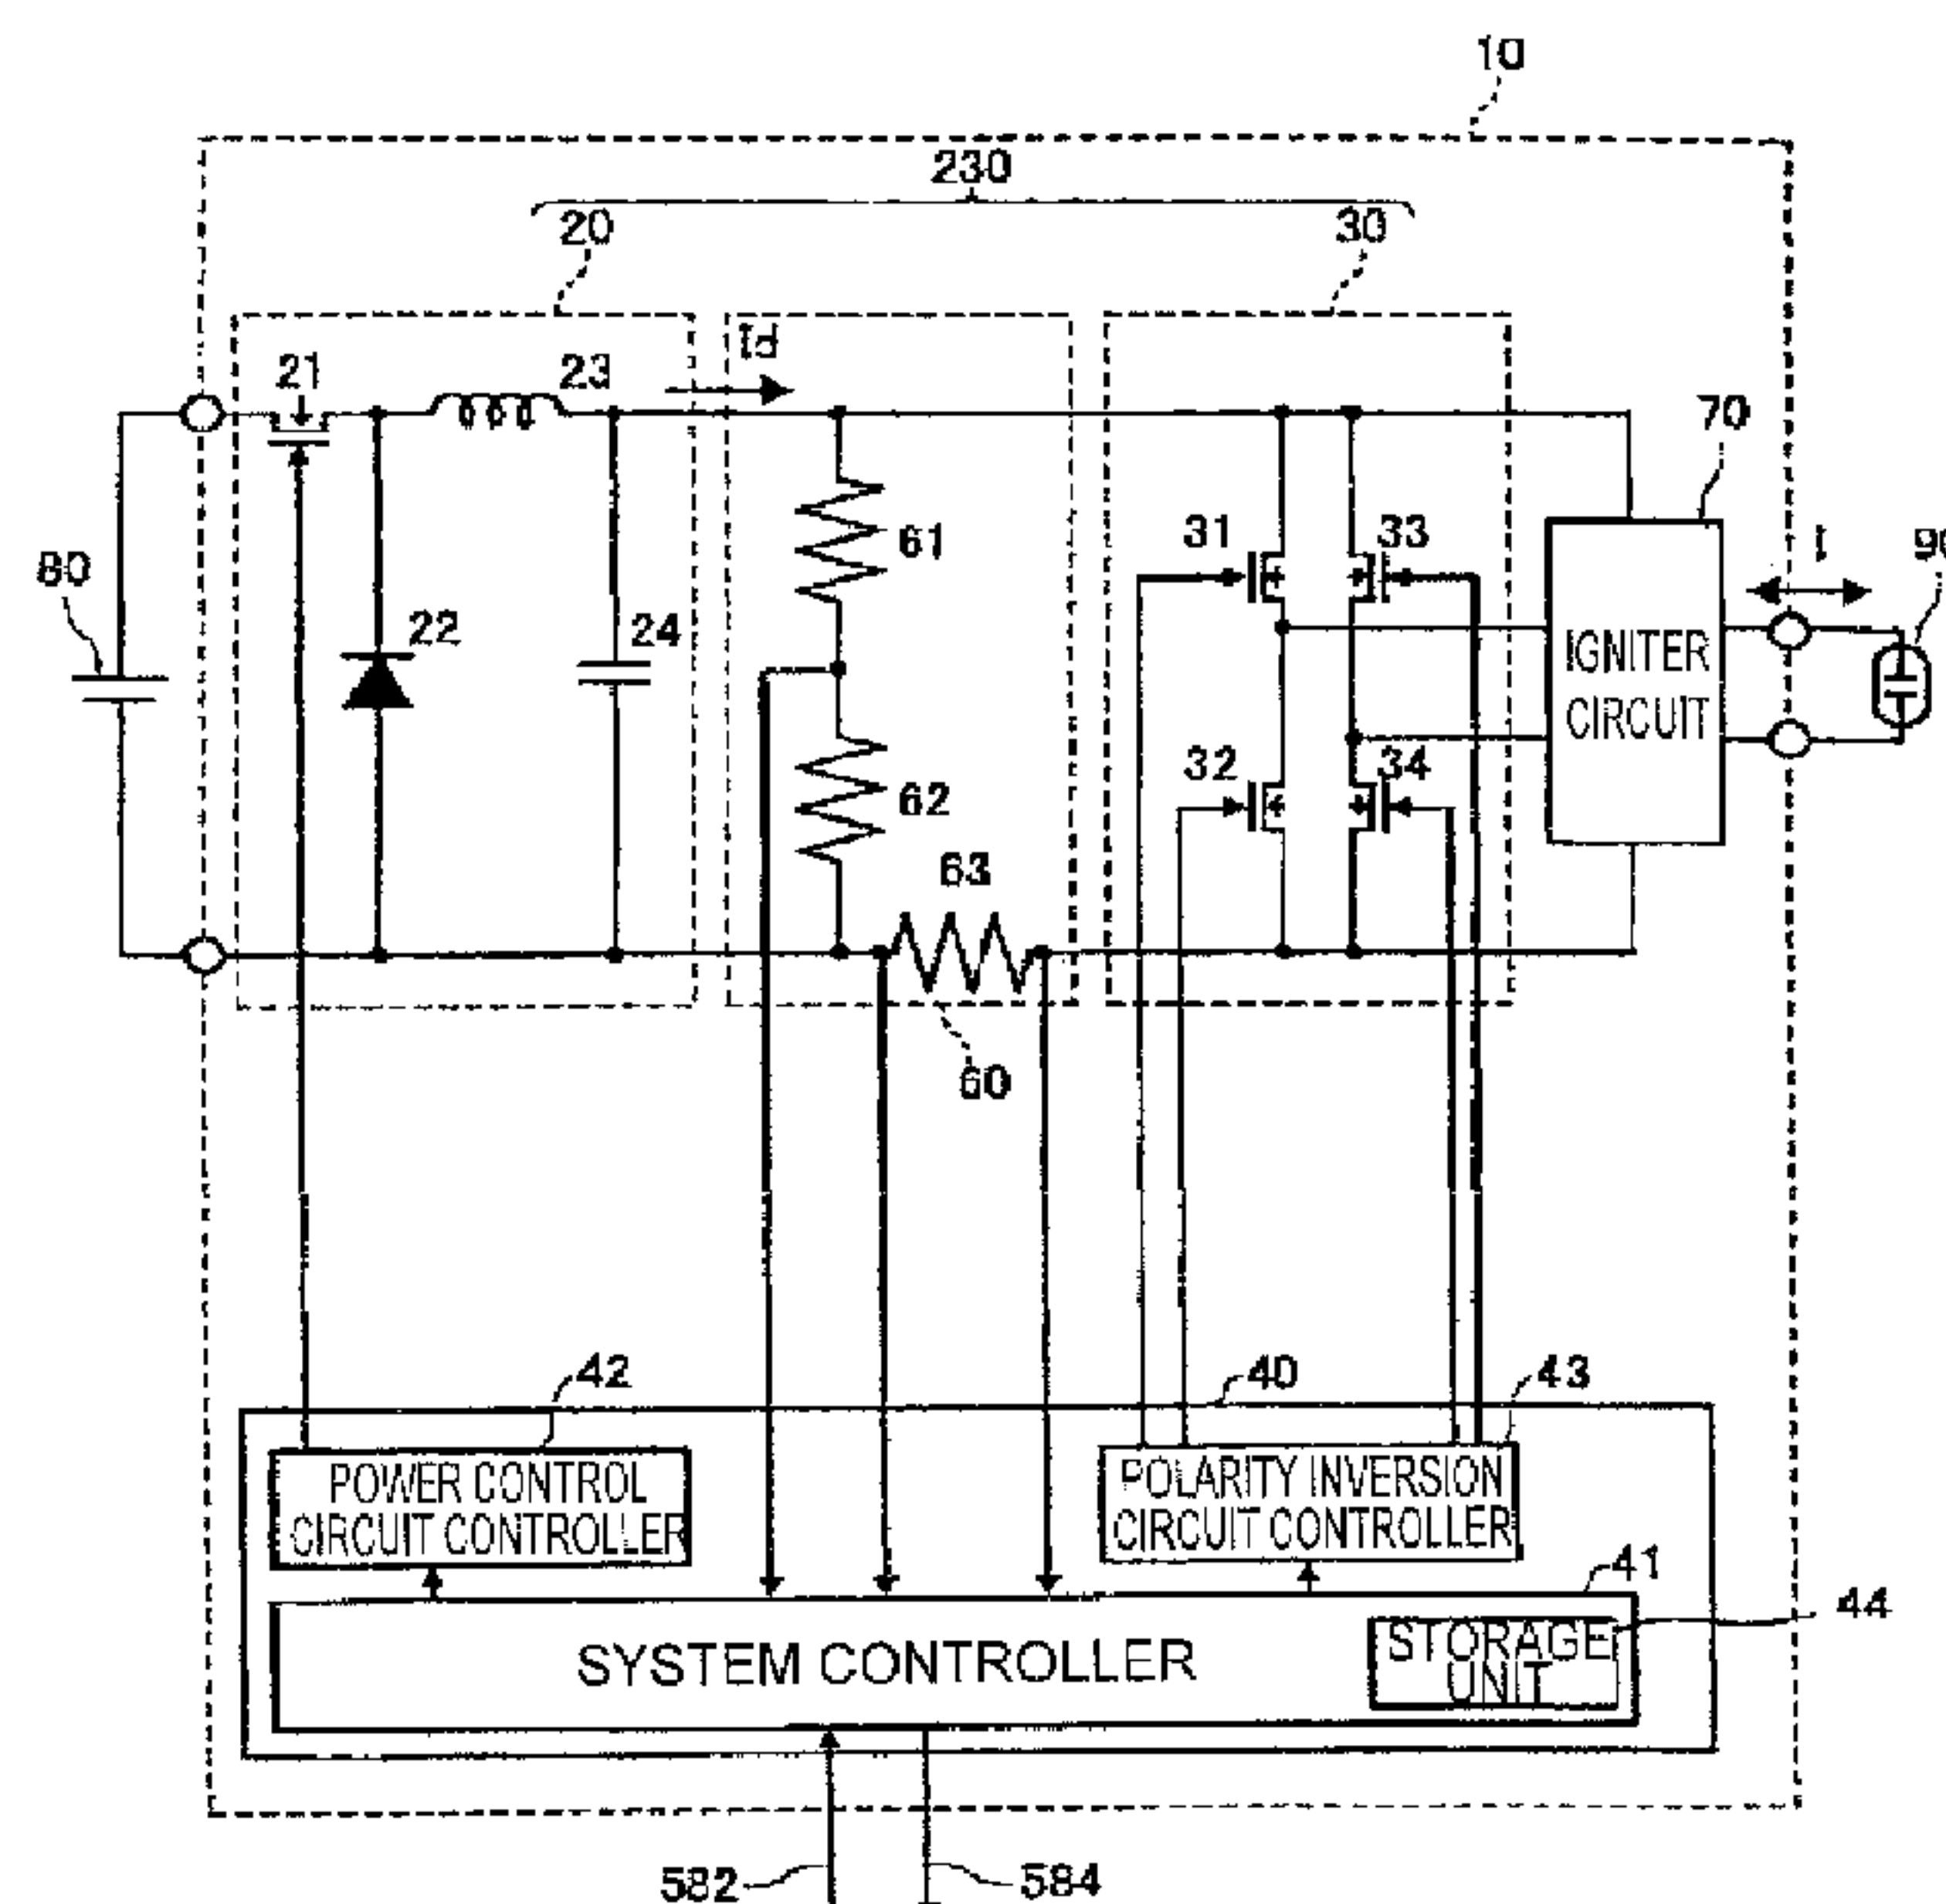 10
230
20
30
Id
21
23
70
61
31
33
I
80
22
24
IGNITER
CIRCUIT
32
34
62
63
60
42
40
43
POWER CONTROL
CIRCUIT CONTROLLER
POLARITY INVERSION
CIRCUIT CONTROLLER
41
44
SYSTEM CONTROLLER
STORAGE
UNIT
582
584